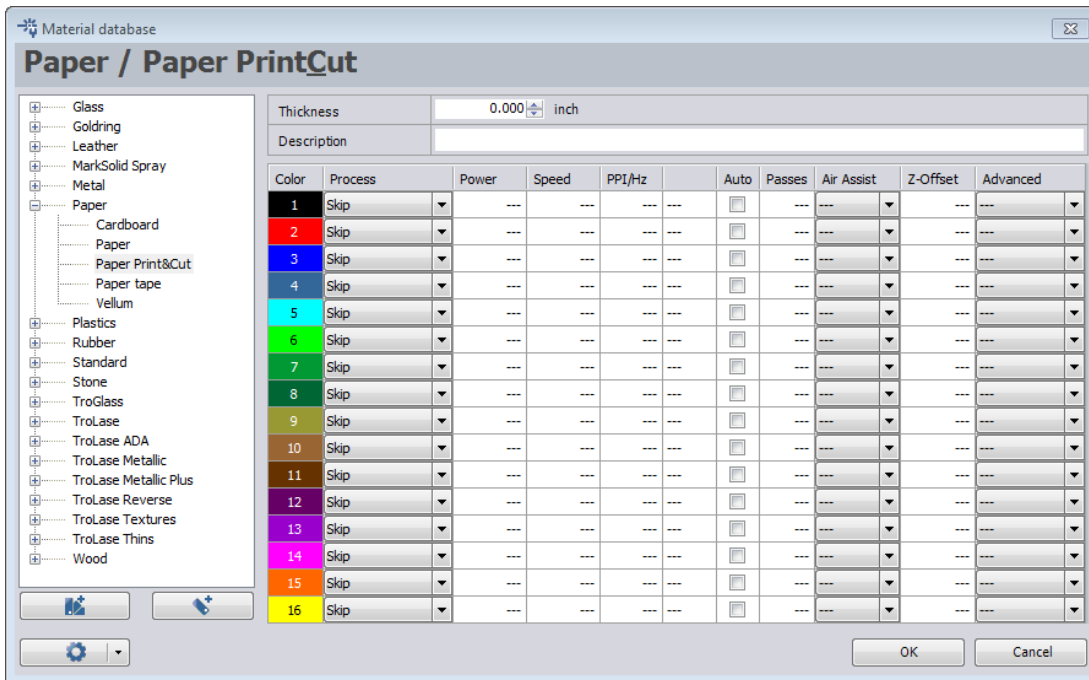 Material database
Paper / Paper PrintCut
Glass
Goldring
Leather
MarkSolid Spray
Metal
Paper
Cardboard
Paper
Paper Print&Cut
Paper tape
Vellum
Plastics
Rubber
Standard
Stone
TroGlass
TroLase
TroLase ADA
TroLase Metallic
TroLase Metallic Plus
TroLase Reverse
TroLase Textures
TroLase Thins
Wood
Thickness 0.000 inch
Description
Color Process Power Speed PPI/Hz Auto Passes Air Assist Z-Offset Advanced
1 Skip --- --- --- --- --- --- --- ---
2 Skip --- --- --- --- --- --- --- ---
3 Skip --- --- --- --- --- --- --- ---
4 Skip --- --- --- --- --- --- --- ---
5 Skip --- --- --- --- --- --- --- ---
6 Skip --- --- --- --- --- --- --- ---
7 Skip --- --- --- --- --- --- --- ---
8 Skip --- --- --- --- --- --- --- ---
9 Skip --- --- --- --- --- --- --- ---
10 Skip --- --- --- --- --- --- --- ---
11 Skip --- --- --- --- --- --- --- ---
12 Skip --- --- --- --- --- --- --- ---
13 Skip --- --- --- --- --- --- --- ---
14 Skip --- --- --- --- --- --- --- ---
15 Skip --- --- --- --- --- --- --- ---
16 Skip --- --- --- --- --- --- --- ---
OK Cancel